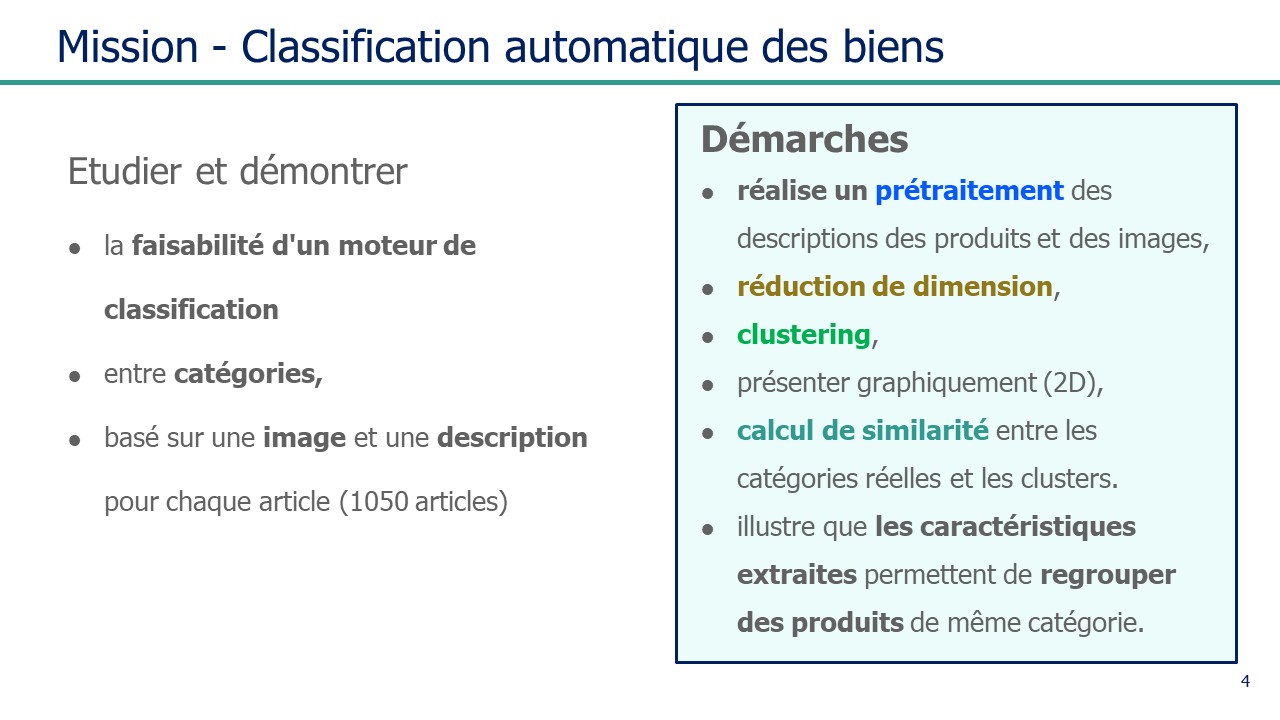 Mission - Classification automatique des biens
Etudier et démontrer
● la faisabilité d'un moteur de
classification
● entre catégories,
● basé sur une image et une description
pour chaque article (1050 articles)
Démarches
● réalise un prétraitement des
descriptions des produits et des images,
● réduction de dimension,
● clustering,
● présenter graphiquement (2D),
● calcul de similarité entre les
catégories réelles et les clusters.
● illustre que les caractéristiques
extraites permettent de regrouper
des produits de même catégorie.
4